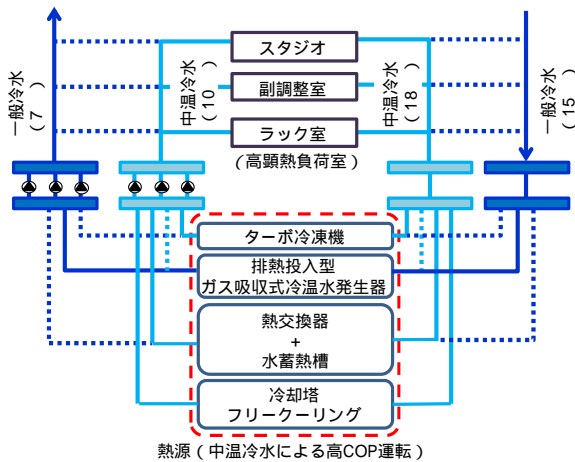 一般冷水
（7 ）
中温冷水
（10 ）
スタジオ
副調整室
ラック室
（高顕熱負荷室）
中温冷水
（18 ）
一般冷水
（15 ）
ターボ冷凍機
排熱投入型
ガス吸収式冷温水発生器
熱交換器
+
水蓄熱槽
冷却塔
フリークーリング
熱源（中温冷水による高COP運転）